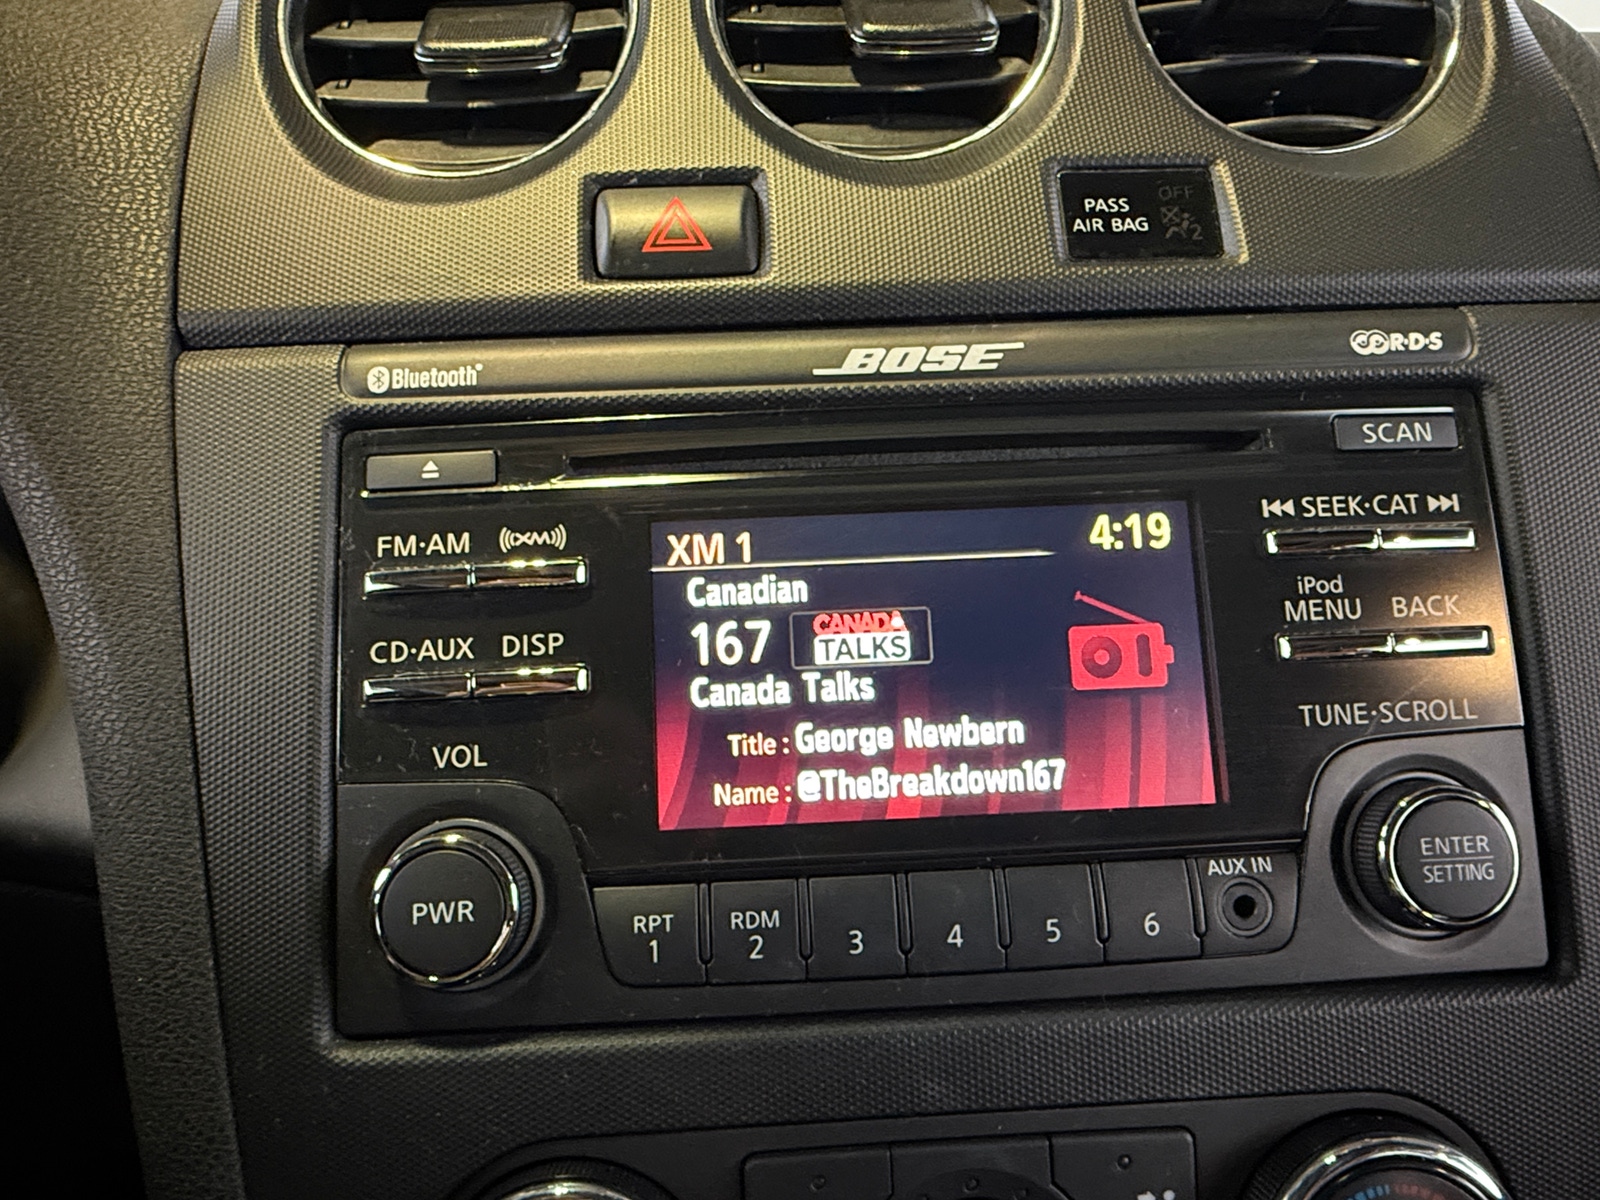 PASS OFF
AIR BAG 2
Bluetooth
BOSE
R·D·S
SCAN
FM·AM
XM
SEEK·CAT
XM 1
4:19
iPod
MENU
BACK
CD·AUX
DISP
Canadian
167
CANADA
TALKS
Canada Talks
Title : George Newbern
Name : @TheBreakdown167
VOL
TUNE·SCROLL
PWR
ENTER
SETTING
RPT
1
RDM
2
3
4
5
6
AUX IN